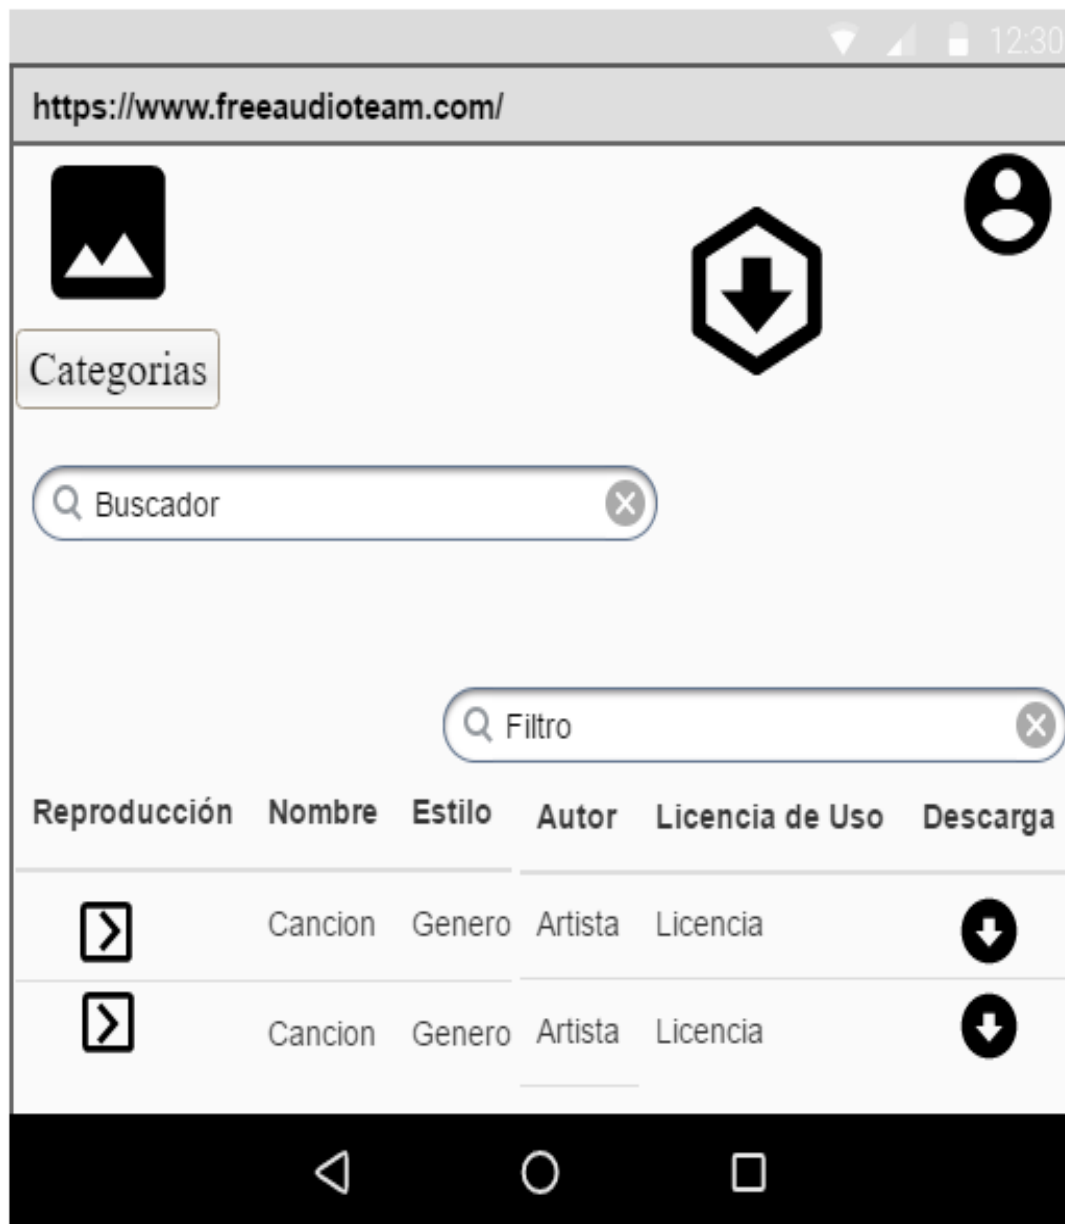 12:30
https://www.freeaudioteam.com/
Categorias
Buscador
Filtro
Reproducción Nombre Estilo Autor Licencia de Uso Descarga
Cancion Genero Artista Licencia
Cancion Genero Artista Licencia